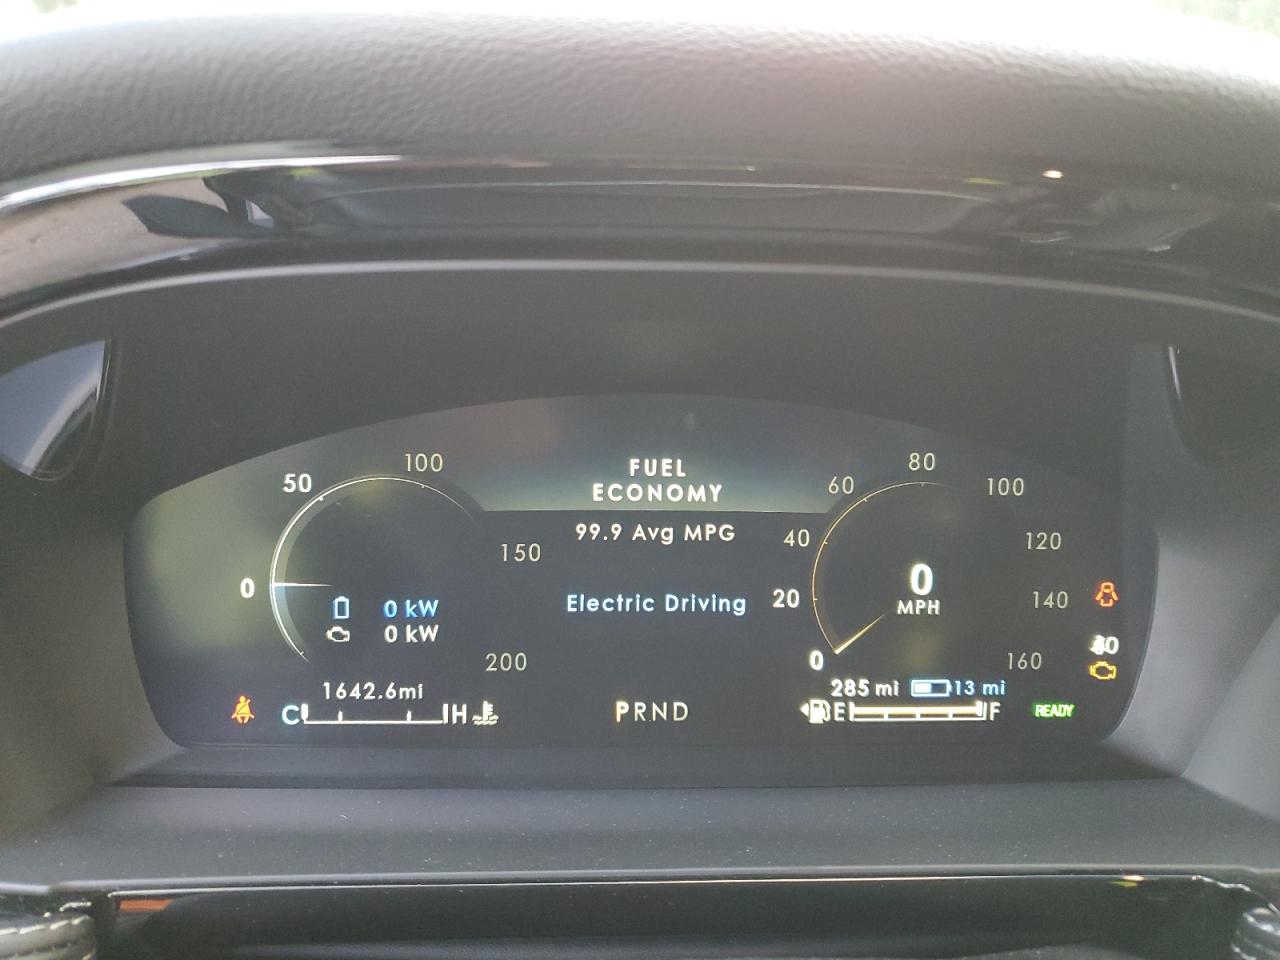 FUEL
ECONOMY
99.9 Avg MPG
Electric Driving
0
50
100
150
200
0 kW
0 kW
1642.6mi
C H
PRND
0
20
40
60
80
100
120
140
160
0
MPH
285 mi 13 mi
E F
READY